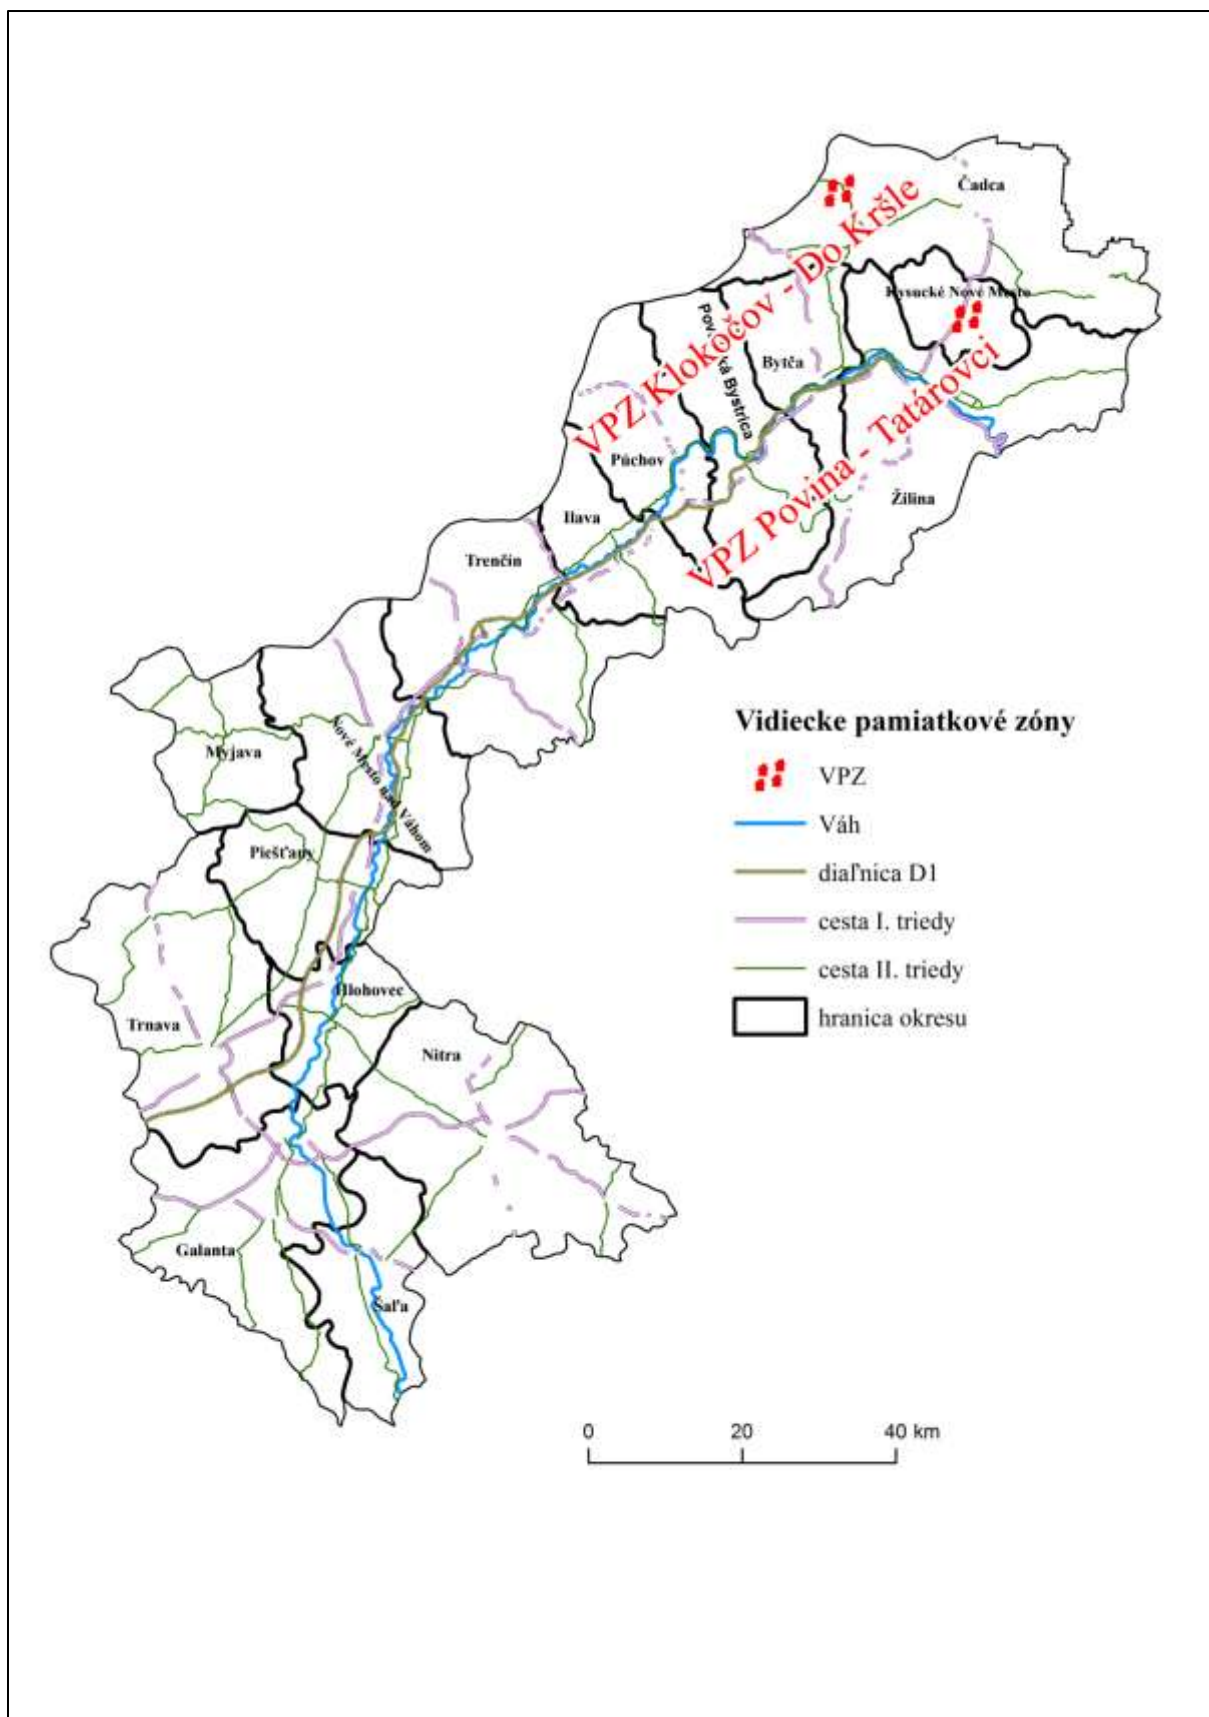 Čadca
VPZ Klokočov - Do Kršle
Kysucké Nové Mesto
VPZ Povina - Tatárovci
Bytča
Považská Bystrica
Púchov
Žilina
Ilava
Trenčín
Nové Mesto nad Váhom
Myjava
Piešťany
Hlohovec
Trnava
Nitra
Galanta
Šaľa
Vidiecke pamiatkové zóny
VPZ
Váh
diaľnica D1
cesta I. triedy
cesta II. triedy
hranica okresu
0 20 40 km